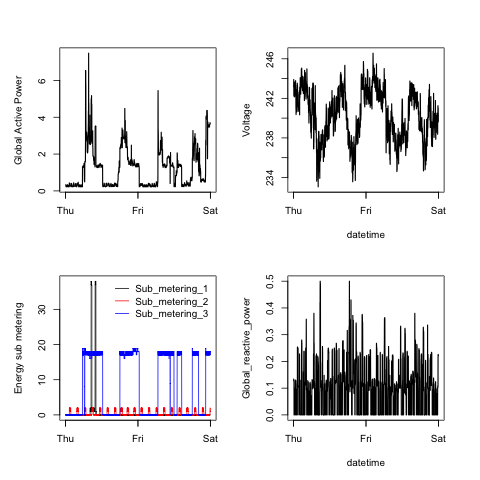 Global Active Power
0 2 4 6
Thu Fri Sat
Voltage
234 238 242 246
Thu Fri Sat
datetime
Energy sub metering
0 10 20 30
Sub_metering_1
Sub_metering_2
Sub_metering_3
Thu Fri Sat
Global_reactive_power
0.0 0.1 0.2 0.3 0.4 0.5
Thu Fri Sat
datetime